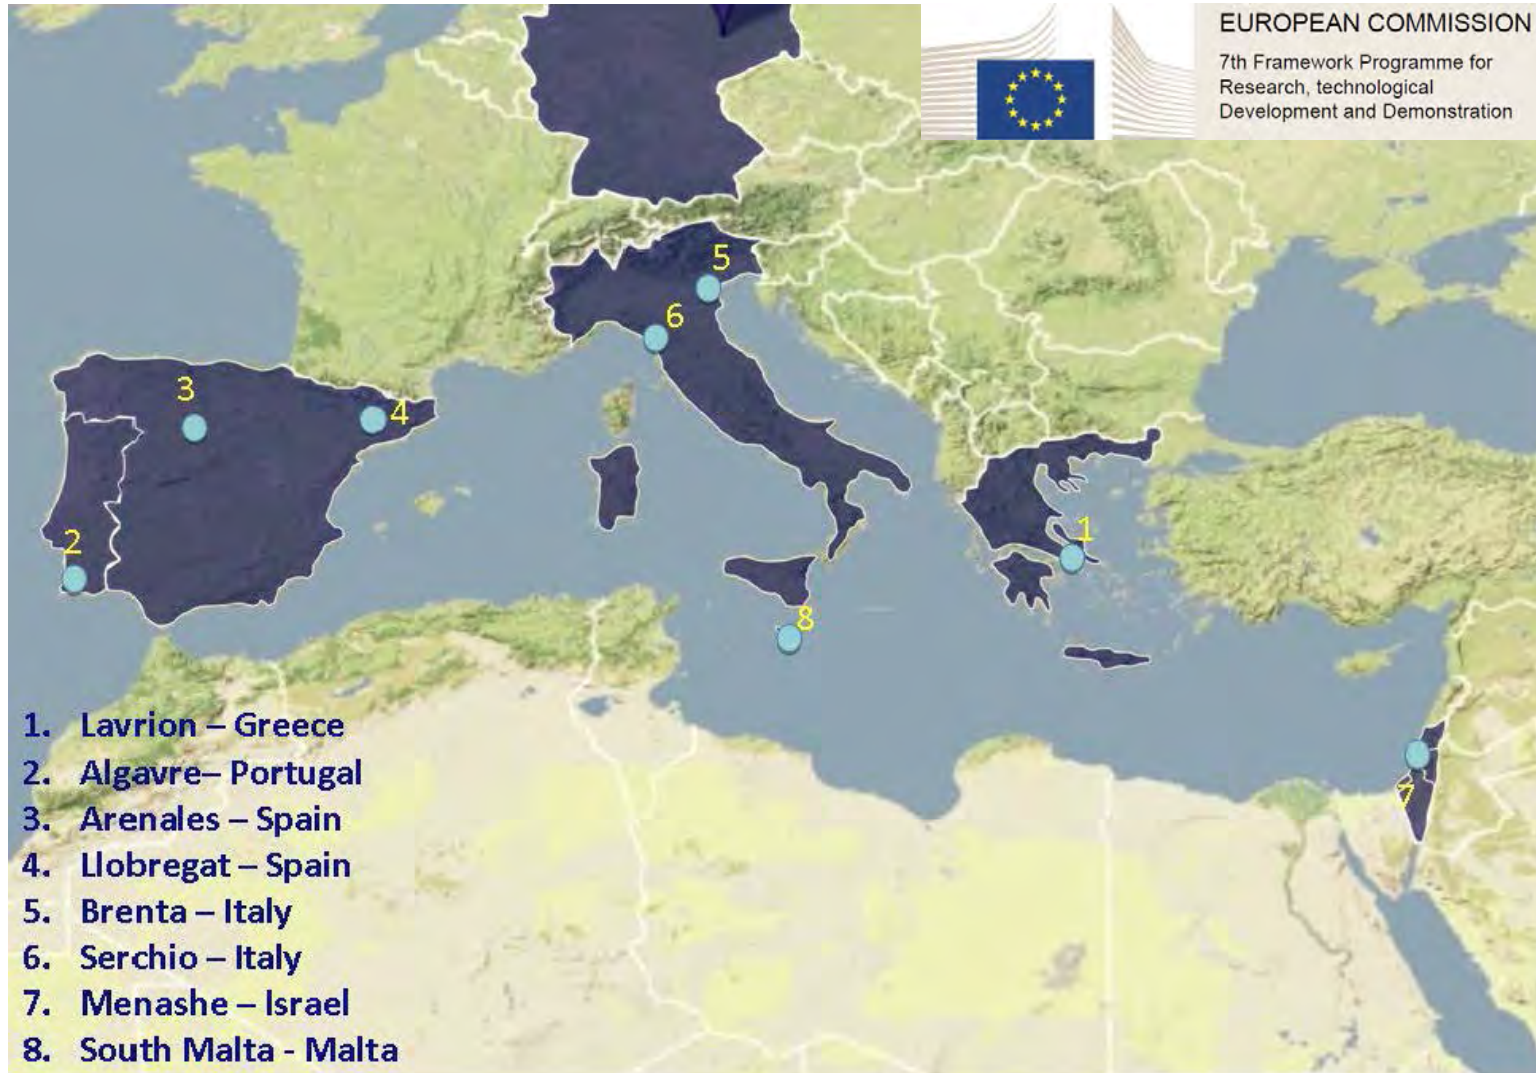 EUROPEAN COMMISSION
7th Framework Programme for
Research, technological
Development and Demonstration
5
6
3
4
2
1
8
7
1. Lavrion – Greece
2. Algavre– Portugal
3. Arenales – Spain
4. Llobregat – Spain
5. Brenta – Italy
6. Serchio – Italy
7. Menashe – Israel
8. South Malta - Malta